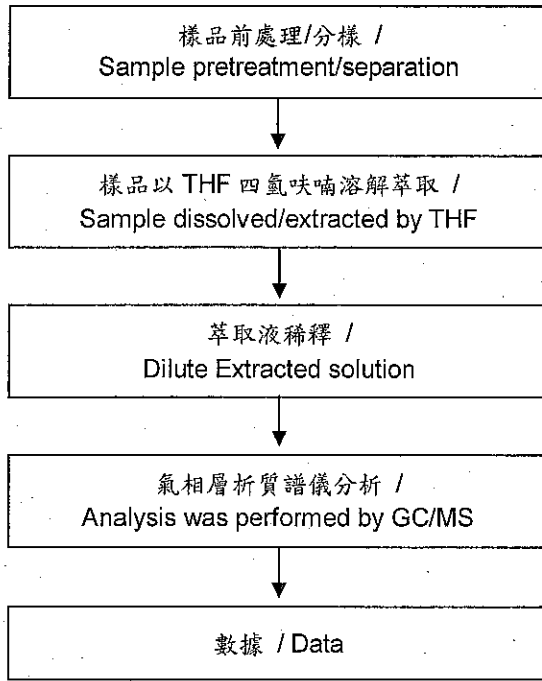 樣品前處理/分樣 /
Sample pretreatment/separation
樣品以 THF 四氫呋喃溶解萃取 /
Sample dissolved/extracted by THF
萃取液稀釋 /
Dilute Extracted solution
氣相層析質譜儀分析 /
Analysis was performed by GC/MS
數據 / Data